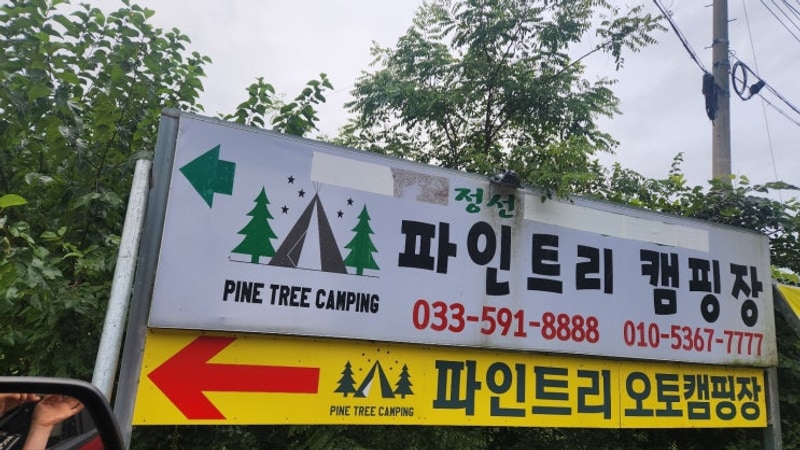 정선
파인트리 캠핑장
PINE TREE CAMPING
033-591-8888 010-5367-7777
파인트리 오토캠핑장
PINE TREE CAMPING